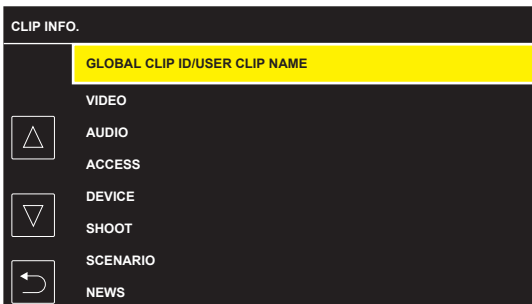 CLIP INFO.
GLOBAL CLIP ID/USER CLIP NAME
VIDEO
AUDIO
ACCESS
DEVICE
SHOOT
SCENARIO
NEWS